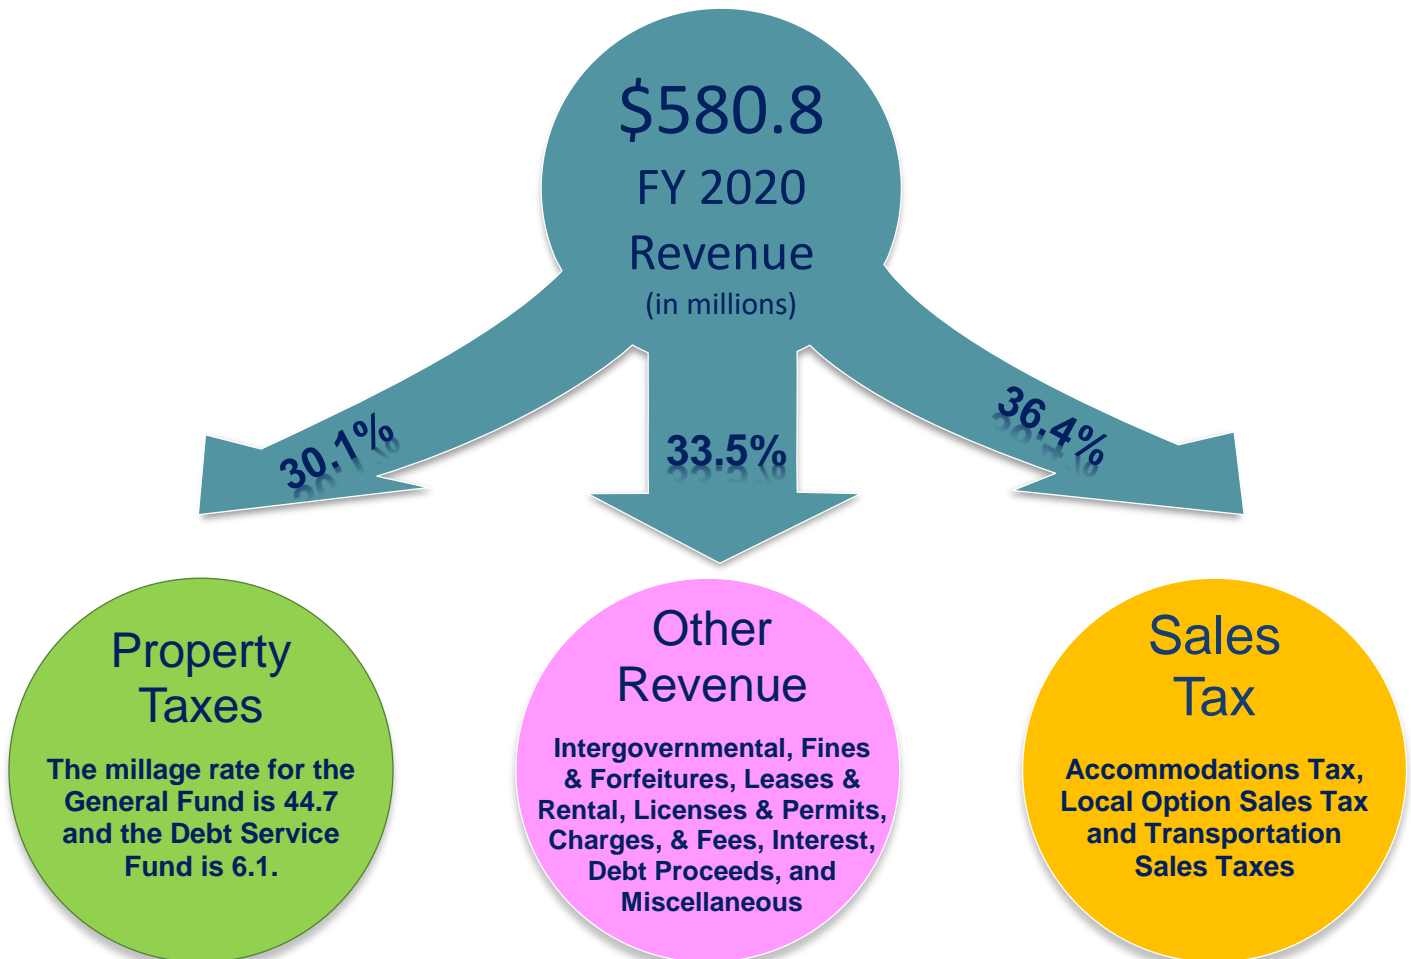 $580.8
FY 2020
Revenue
(in millions)
30.1%
33.5%
36.4%
Property
Taxes
The millage rate for the
General Fund is 44.7
and the Debt Service
Fund is 6.1.
Other
Revenue
Intergovernmental, Fines
& Forfeitures, Leases &
Rental, Licenses & Permits,
Charges, & Fees, Interest,
Debt Proceeds, and
Miscellaneous
Sales
Tax
Accommodations Tax,
Local Option Sales Tax
and Transportation
Sales Taxes